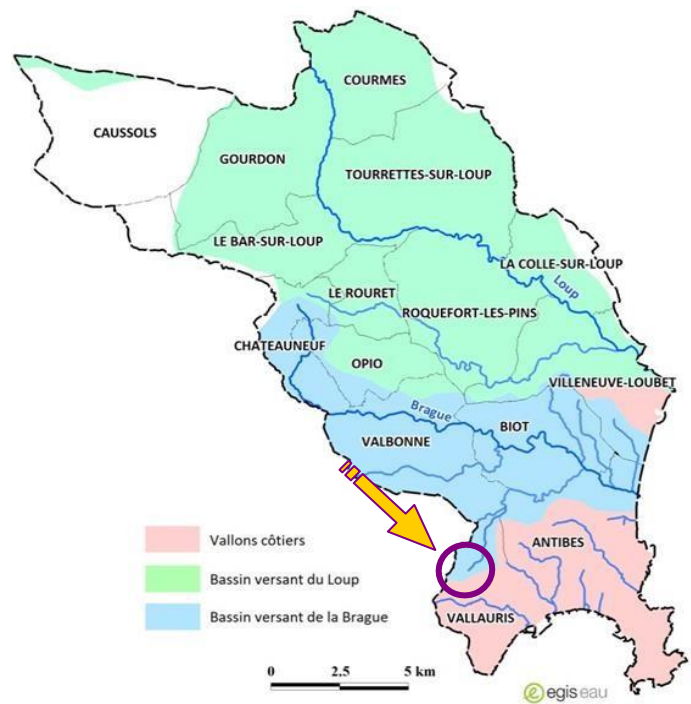 COURMES
CAUSSOLS
GOURDON
TOURRETTES-SUR-LOUP
LE BAR-SUR-LOUP
LA COLLE-SUR-LOUP
Loup
LE ROURET
ROQUEFORT-LES-PINS
CHATEAUNEUF
OPIO
VILLENEUVE-LOUBET
Brague
BIOT
VALBONNE
Vallons côtiers
ANTIBES
Bassin versant du Loup
Bassin versant de la Brague
VALLAURIS
0 2.5 5 km
egis eau